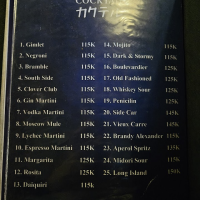 COCKTAIL
カクテル
1. Gimlet 115K
2. Negroni 115K
3. Bramble 115K
4. South Side 115K
5. Clover Club 115K
6. Gin Martini 115K
7. Vodka Martini 115K
8. Moscow Mule 115K
9. Lychee Martini 115K
10. Espresso Martini 115K
11. Margarita 125K
12. Rosita 125K
13. Daiquiri 115K
14. Mojito 115K
15. Dark & Stormy 115K
16. Boulevardier 125K
17. Old Fashioned 125K
18. Whiskey Sour 125K
19. Penicilin 125K
20. Side Car 145K
21. Vieux Carre 145K
22. Brandy Alexander 145K
23. Aperol Spritz 135K
24. Midori Sour 115K
25. Long Island 150K